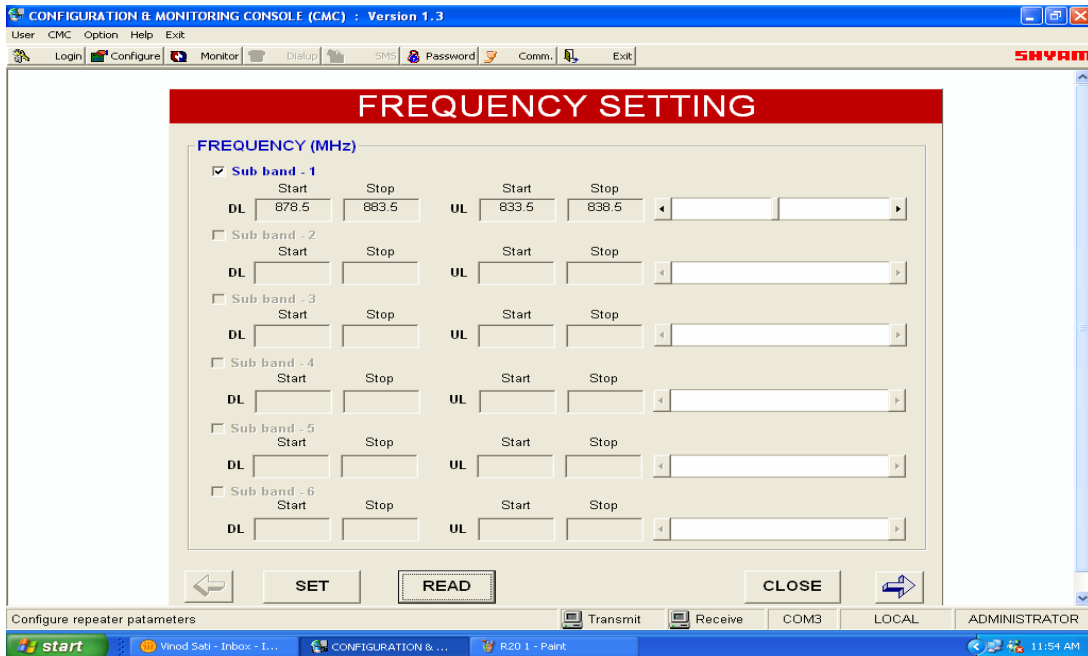 CONFIGURATION & MONITORING CONSOLE (CMC) : Version 1.3
User CMC Option Help Exit
Login Configure Monitor Dialup SMS Password Comm. Exit SHYAM
FREQUENCY SETTING
FREQUENCY (MHz)
Sub band - 1
Start Stop Start Stop
DL 878.5 883.5 UL 833.5 838.5
Sub band - 2
Start Stop Start Stop
DL UL
Sub band - 3
Start Stop Start Stop
DL UL
Sub band - 4
Start Stop Start Stop
DL UL
Sub band - 5
Start Stop Start Stop
DL UL
Sub band - 6
Start Stop Start Stop
DL UL
SET READ CLOSE
Configure repeater patameters Transmit Receive COM3 LOCAL ADMINISTRATOR
start Vinod Sati - Inbox - I... CONFIGURATION & ... R20 1 - Paint 11:54 AM